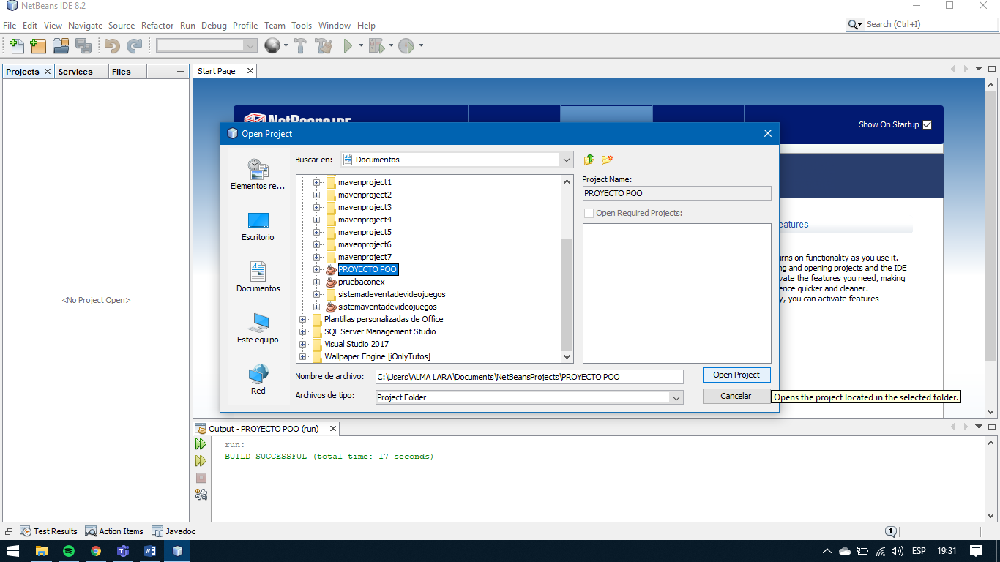 NetBeans IDE 8.2
File Edit View Navigate Source Refactor Run Debug Profile Team Tools Window Help
Search (Ctrl+I)
Projects Services Files
Start Page
<No Project Open>
NetBeans IDE
Show On Startup
Open Project
Buscar en: Documentos
Elementos re...
Escritorio
Documentos
Este equipo
Red
mavenproject1
mavenproject2
mavenproject3
mavenproject4
mavenproject5
mavenproject6
mavenproject7
PROYECTO POO
pruebaconex
sistemadeventadevideojuegos
sistemaventadevideojuegos
Plantillas personalizadas de Office
SQL Server Management Studio
Visual Studio 2017
Wallpaper Engine [iOnlyTutos]
Project Name:
PROYECTO POO
Open Required Projects:
Nombre de archivo: C:\Users\ALMA LARA\Documents\NetBeansProjects\PROYECTO POO
Archivos de tipo: Project Folder
Open Project
Cancelar
Opens the project located in the selected folder.
eatures
urns on functionality as you use it.
ng and opening projects and the IDE
vate the features you need, making
ence quicker and cleaner.
y, you can activate features
Output - PROYECTO POO (run)
run:
BUILD SUCCESSFUL (total time: 17 seconds)
Test Results Action Items Javadoc
1
ESP 19:31